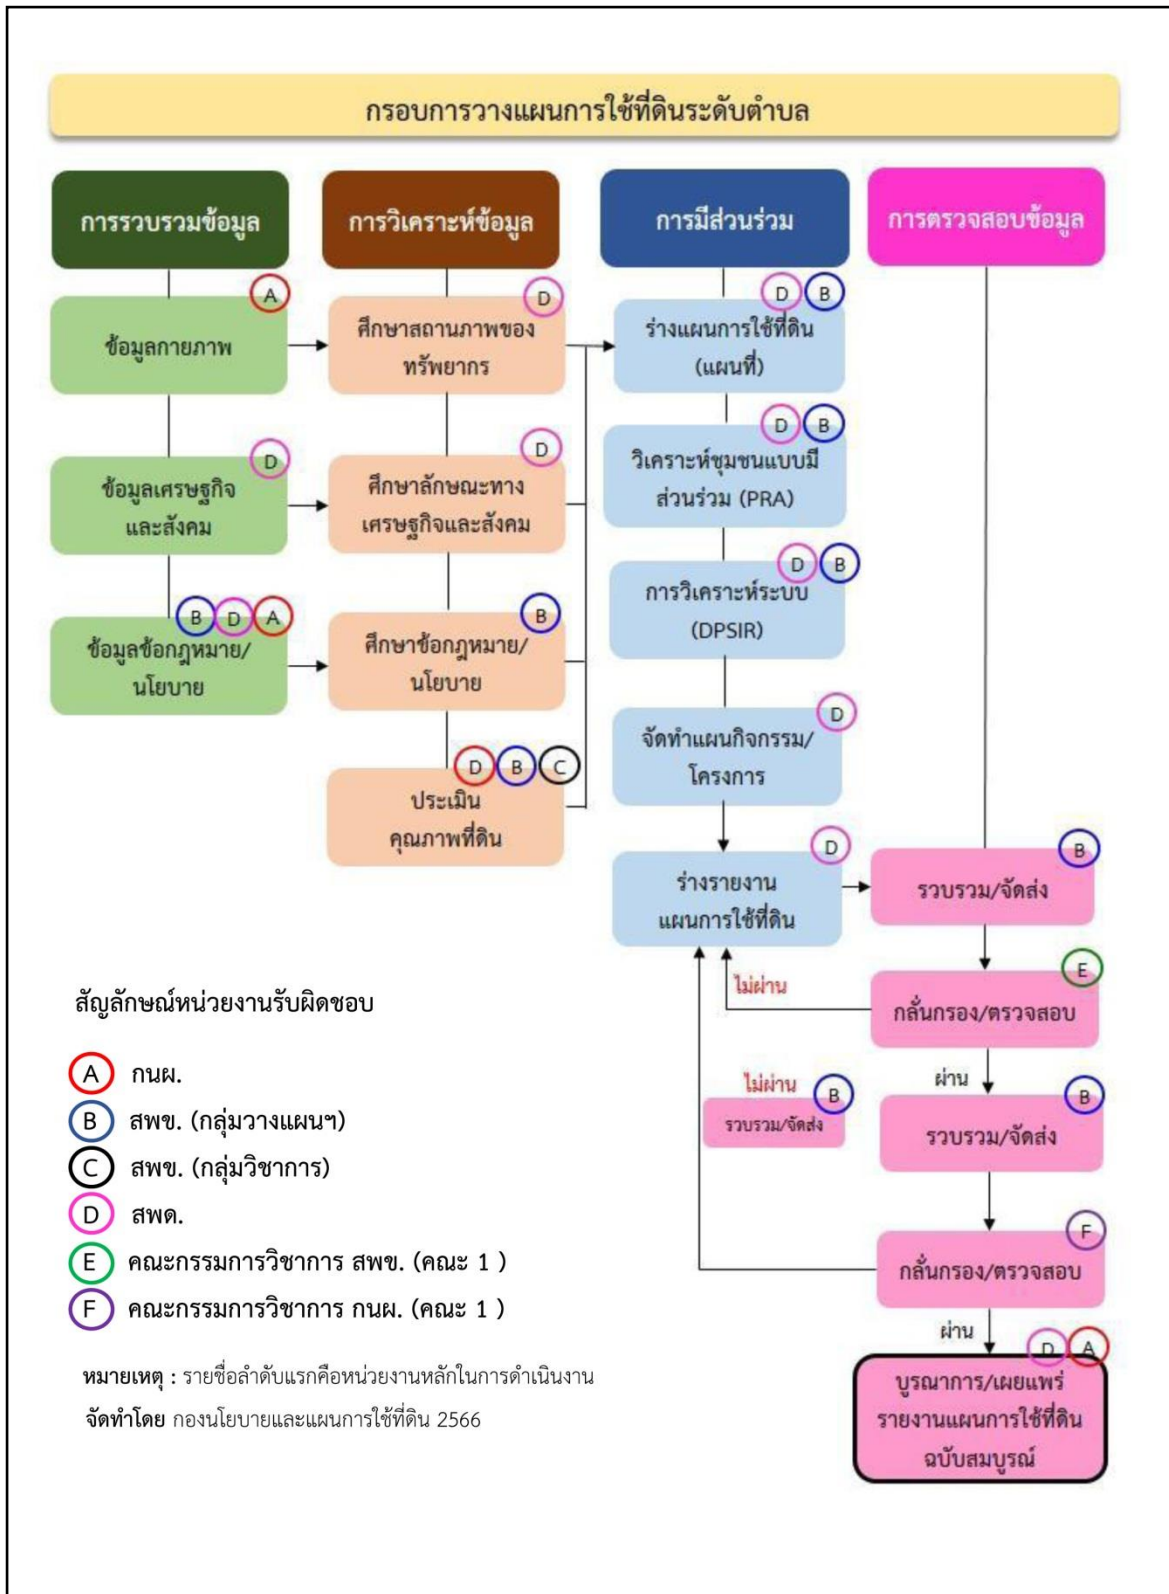 กรอบการวางแผนการใช้ที่ดินระดับตำบล
การรวบรวมข้อมูล
A
ข้อมูลกายภาพ
D
ข้อมูลเศรษฐกิจ
และสังคม
B D A
ข้อมูลข้อกฎหมาย/
นโยบาย
การวิเคราะห์ข้อมูล
D
ศึกษาสถานภาพของ
ทรัพยากร
D
ศึกษาลักษณะทาง
เศรษฐกิจและสังคม
B
ศึกษาข้อกฎหมาย/
นโยบาย
D B C
ประเมิน
คุณภาพที่ดิน
การมีส่วนร่วม
D B
ร่างแผนการใช้ที่ดิน
(แผนที่)
D B
วิเคราะห์ชุมชนแบบมี
ส่วนร่วม (PRA)
D B
การวิเคราะห์ระบบ
(DPSIR)
D
จัดทำแผนกิจกรรม/
โครงการ
D
ร่างรายงาน
แผนการใช้ที่ดิน
การตรวจสอบข้อมูล
B
รวบรวม/จัดส่ง
E
กลั่นกรอง/ตรวจสอบ
ไม่ผ่าน
ผ่าน
B
รวบรวม/จัดส่ง
ไม่ผ่าน
B
รวบรวม/จัดส่ง
F
กลั่นกรอง/ตรวจสอบ
ผ่าน
D A
บูรณาการ/เผยแพร่
รายงานแผนการใช้ที่ดิน
ฉบับสมบูรณ์
สัญลักษณ์หน่วยงานรับผิดชอบ
A กนผ.
B สพข. (กลุ่มวางแผนฯ)
C สพข. (กลุ่มวิชาการ)
D สพด.
E คณะกรรมการวิชาการ สพข. (คณะ 1 )
F คณะกรรมการวิชาการ กนผ. (คณะ 1 )
หมายเหตุ : รายชื่อลำดับแรกคือหน่วยงานหลักในการดำเนินงาน
จัดทำโดย กองนโยบายและแผนการใช้ที่ดิน 2566